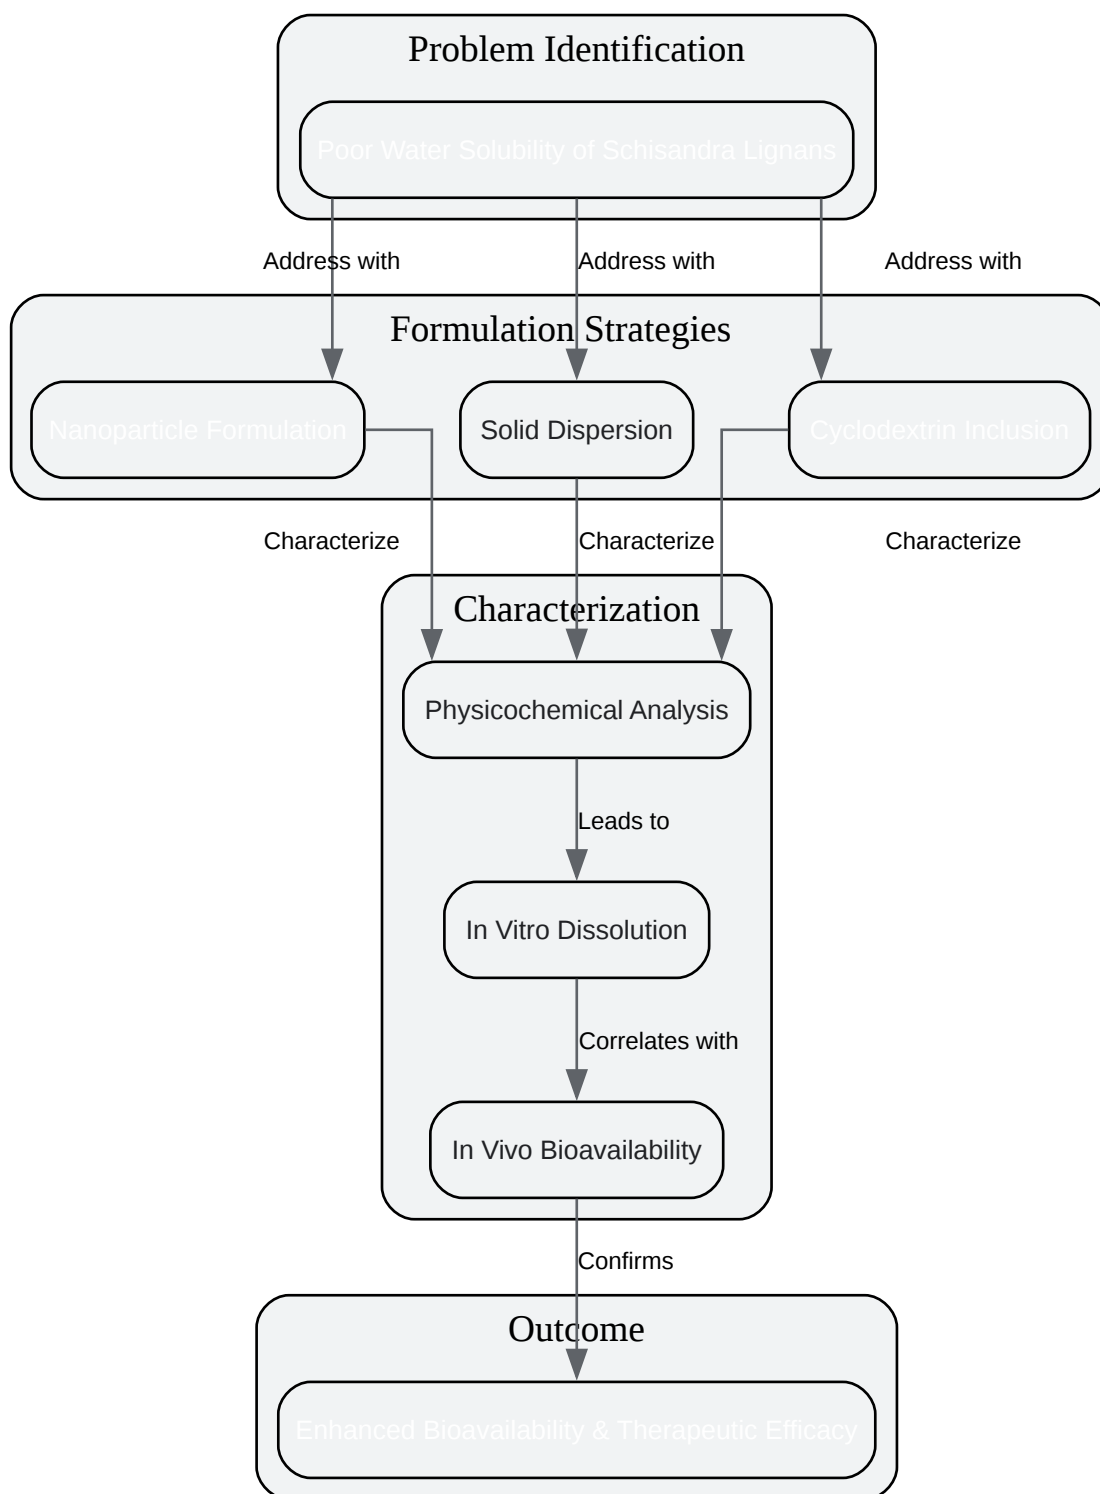 Problem Identification
Poor Water Solubility of Schisandra Lignans
Address with
Address with
Address with
Formulation Strategies
Nanoparticle Formulation
Solid Dispersion
Cyclodextrin Inclusion
Characterize
Characterize
Characterize
Characterization
Physicochemical Analysis
Leads to
In Vitro Dissolution
Correlates with
In Vivo Bioavailability
Confirms
Outcome
Enhanced Bioavailability & Therapeutic Efficacy